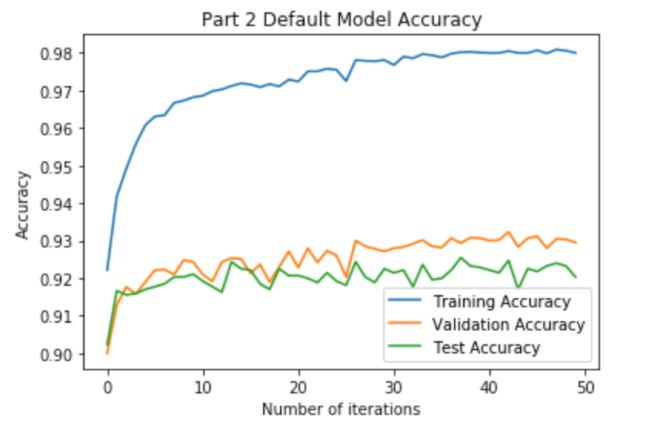 Part 2 Default Model Accuracy
0.98
0.97
0.96
0.95
0.94
0.93
0.92
0.91
0.90
Accuracy
Training Accuracy
Validation Accuracy
Test Accuracy
0 10 20 30 40 50
Number of iterations